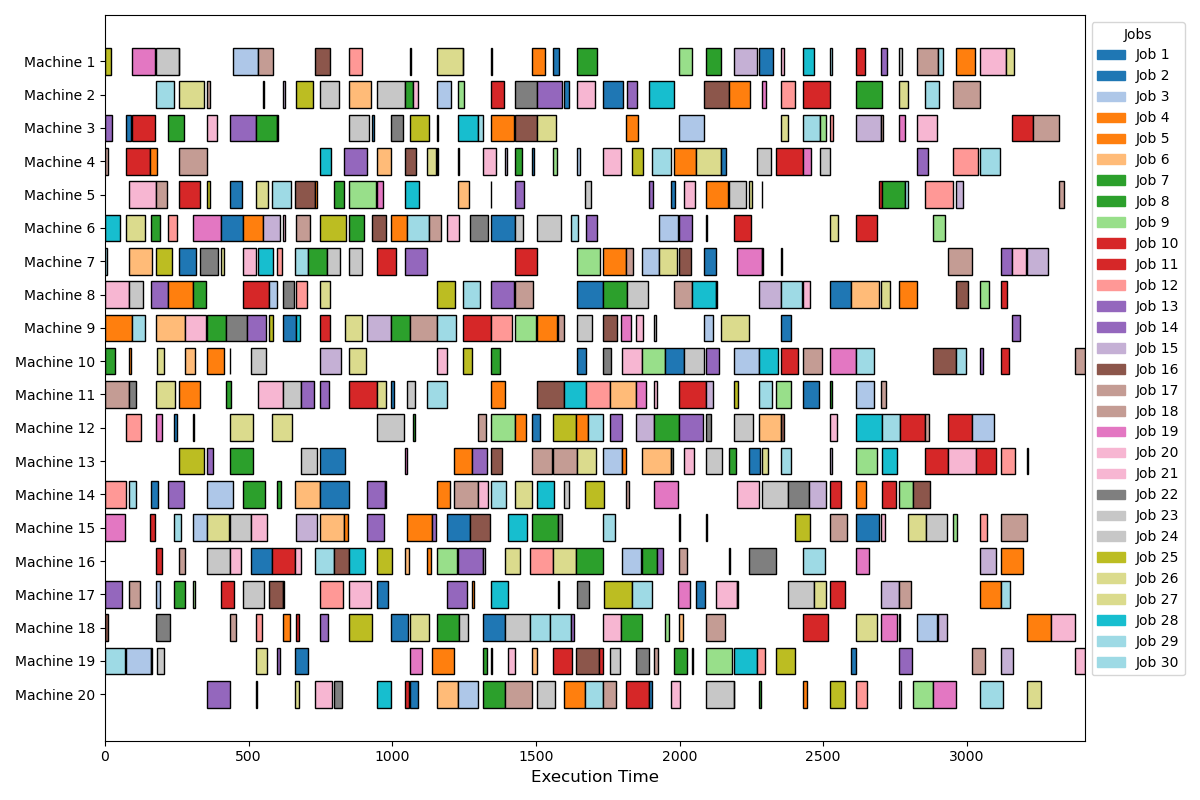 Machine 1
Machine 2
Machine 3
Machine 4
Machine 5
Machine 6
Machine 7
Machine 8
Machine 9
Machine 10
Machine 11
Machine 12
Machine 13
Machine 14
Machine 15
Machine 16
Machine 17
Machine 18
Machine 19
Machine 20
0 500 1000 1500 2000 2500 3000
Execution Time
Jobs
Job 1
Job 2
Job 3
Job 4
Job 5
Job 6
Job 7
Job 8
Job 9
Job 10
Job 11
Job 12
Job 13
Job 14
Job 15
Job 16
Job 17
Job 18
Job 19
Job 20
Job 21
Job 22
Job 23
Job 24
Job 25
Job 26
Job 27
Job 28
Job 29
Job 30